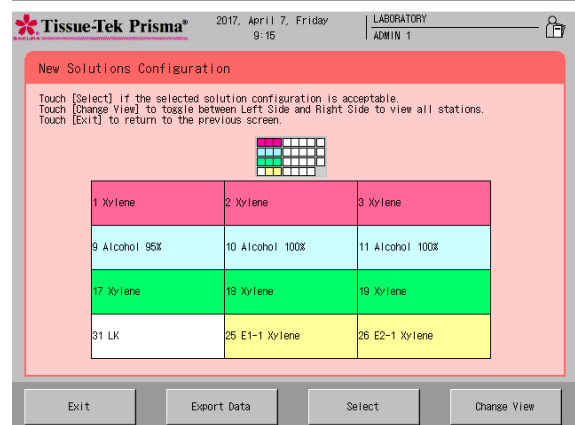 Tissue-Tek Prisma®
SAKURA
2017, April 7, Friday
9:15
LABORATORY
ADMIN 1
New Solutions Configuration
Touch [Select] if the selected solution configuration is acceptable.
Touch [Change View] to toggle between Left Side and Right Side to view all stations.
Touch [Exit] to return to the previous screen.
1 Xylene
2 Xylene
3 Xylene
9 Alcohol 95%
10 Alcohol 100%
11 Alcohol 100%
17 Xylene
18 Xylene
19 Xylene
31 LK
25 E1-1 Xylene
26 E2-1 Xylene
Exit
Export Data
Select
Change View